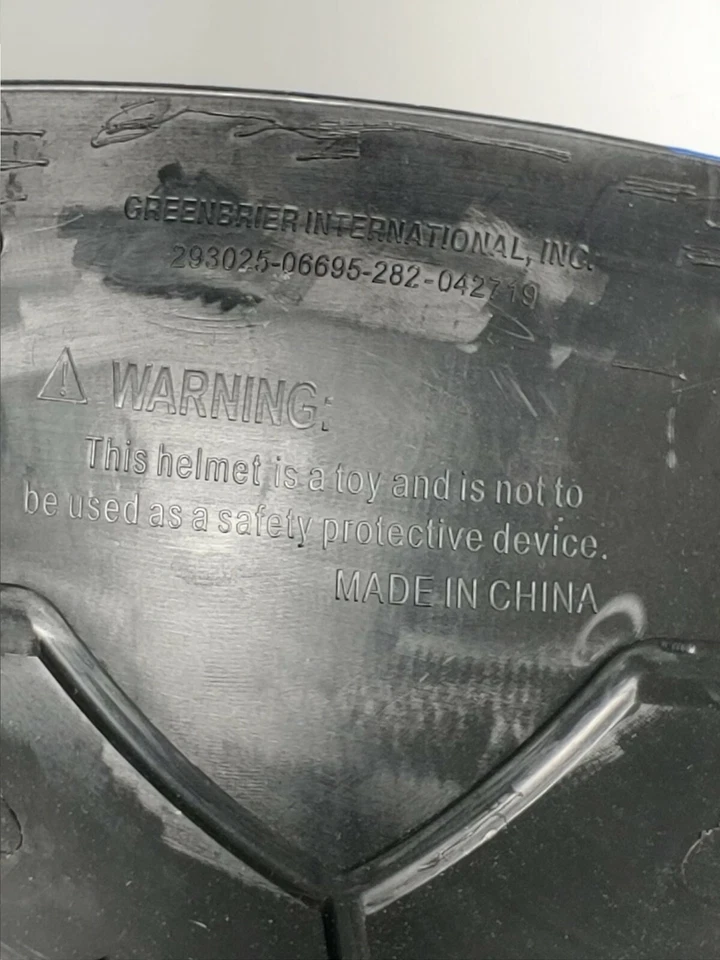 GREENBRIER INTERNATIONAL, INC.
293025-06695-282-042719
⚠ WARNING:
This helmet is a toy and is not to
be used as a safety protective device.
MADE IN CHINA